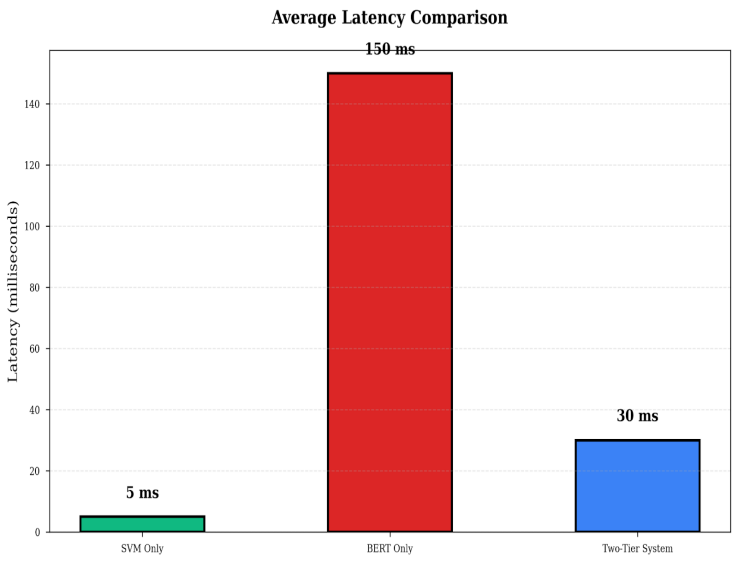 Average Latency Comparison
150 ms
140
120
100
80
60
40
20
0
Latency (milliseconds)
5 ms
30 ms
SVM Only
BERT Only
Two-Tier System